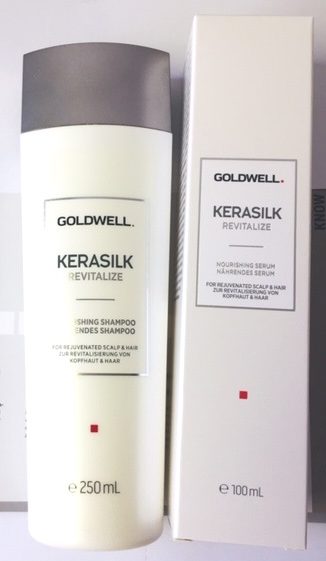 GOLDWELL.
KERASILK
REVITALIZE
SHING SHAMPOO
ENDES SHAMPOO
FOR REJUVENATED SCALP & HAIR
ZUR REVITALISIERUNG VON
KOPFHAUT & HAAR
e 250 mL
GOLDWELL.
KERASILK
REVITALIZE
NOURISHING SERUM
NÄHRENDES SERUM
FOR REJUVENATED SCALP & HAIR
ZUR REVITALISIERUNG VON
KOPFHAUT & HAAR
e 100 mL
KNOW